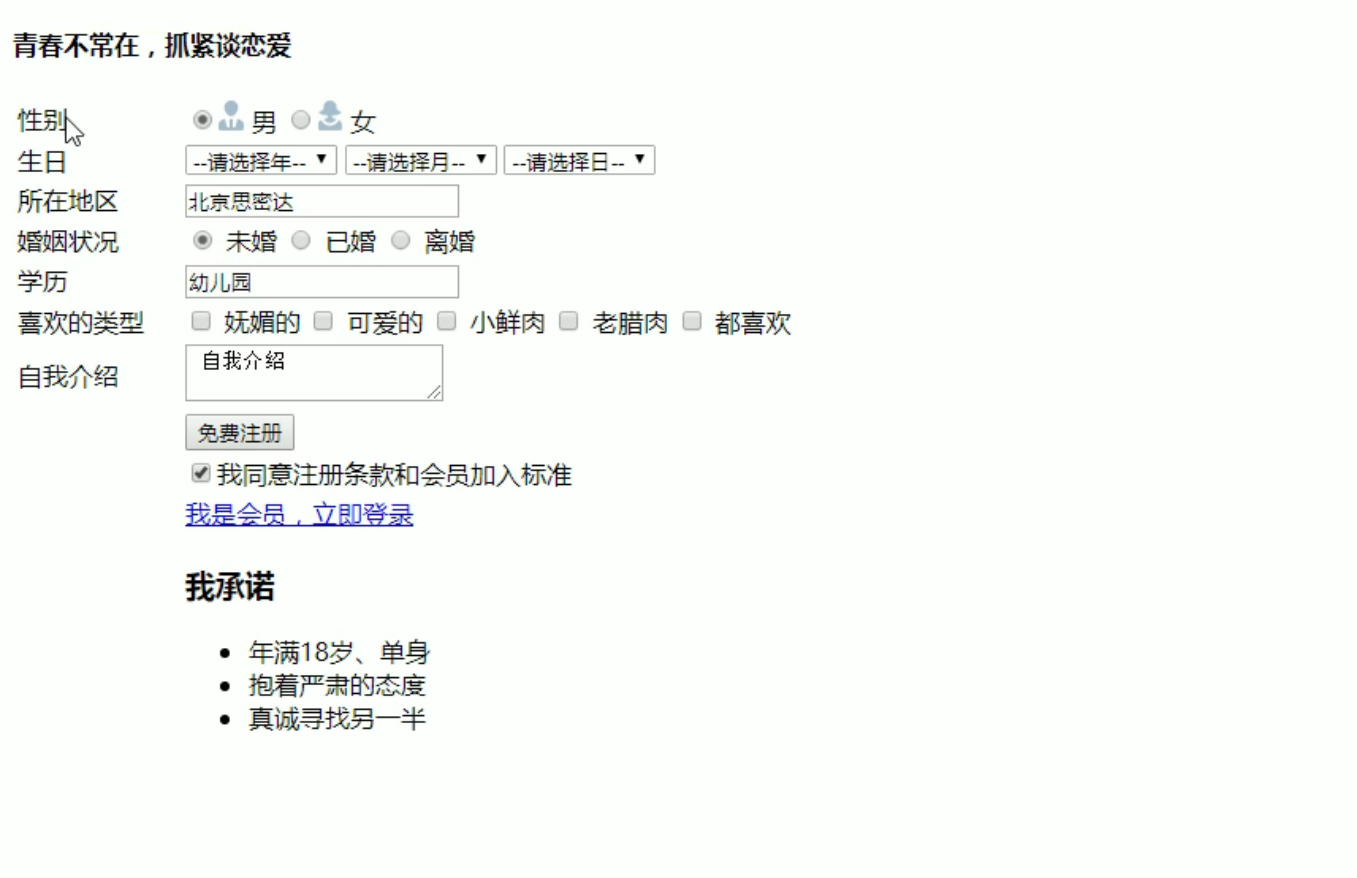 青春不常在，抓紧谈恋爱
性别 男 女
生日 --请选择年-- --请选择月-- --请选择日--
所在地区 北京思密达
婚姻状况 未婚 已婚 离婚
学历 幼儿园
喜欢的类型 妩媚的 可爱的 小鲜肉 老腊肉 都喜欢
自我介绍 自我介绍
免费注册
我同意注册条款和会员加入标准
我是会员，立即登录
我承诺
年满18岁、单身
抱着严肃的态度
真诚寻找另一半